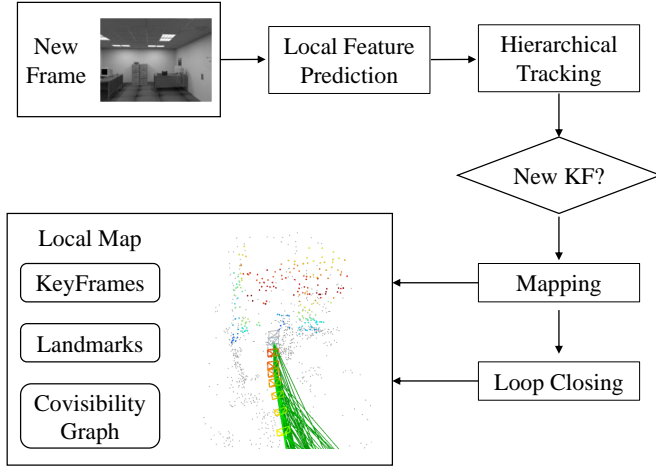 New
Frame
Local Feature
Prediction
Hierarchical
Tracking
New KF?
Local Map
KeyFrames
Landmarks
Covisibility
Graph
Mapping
Loop Closing